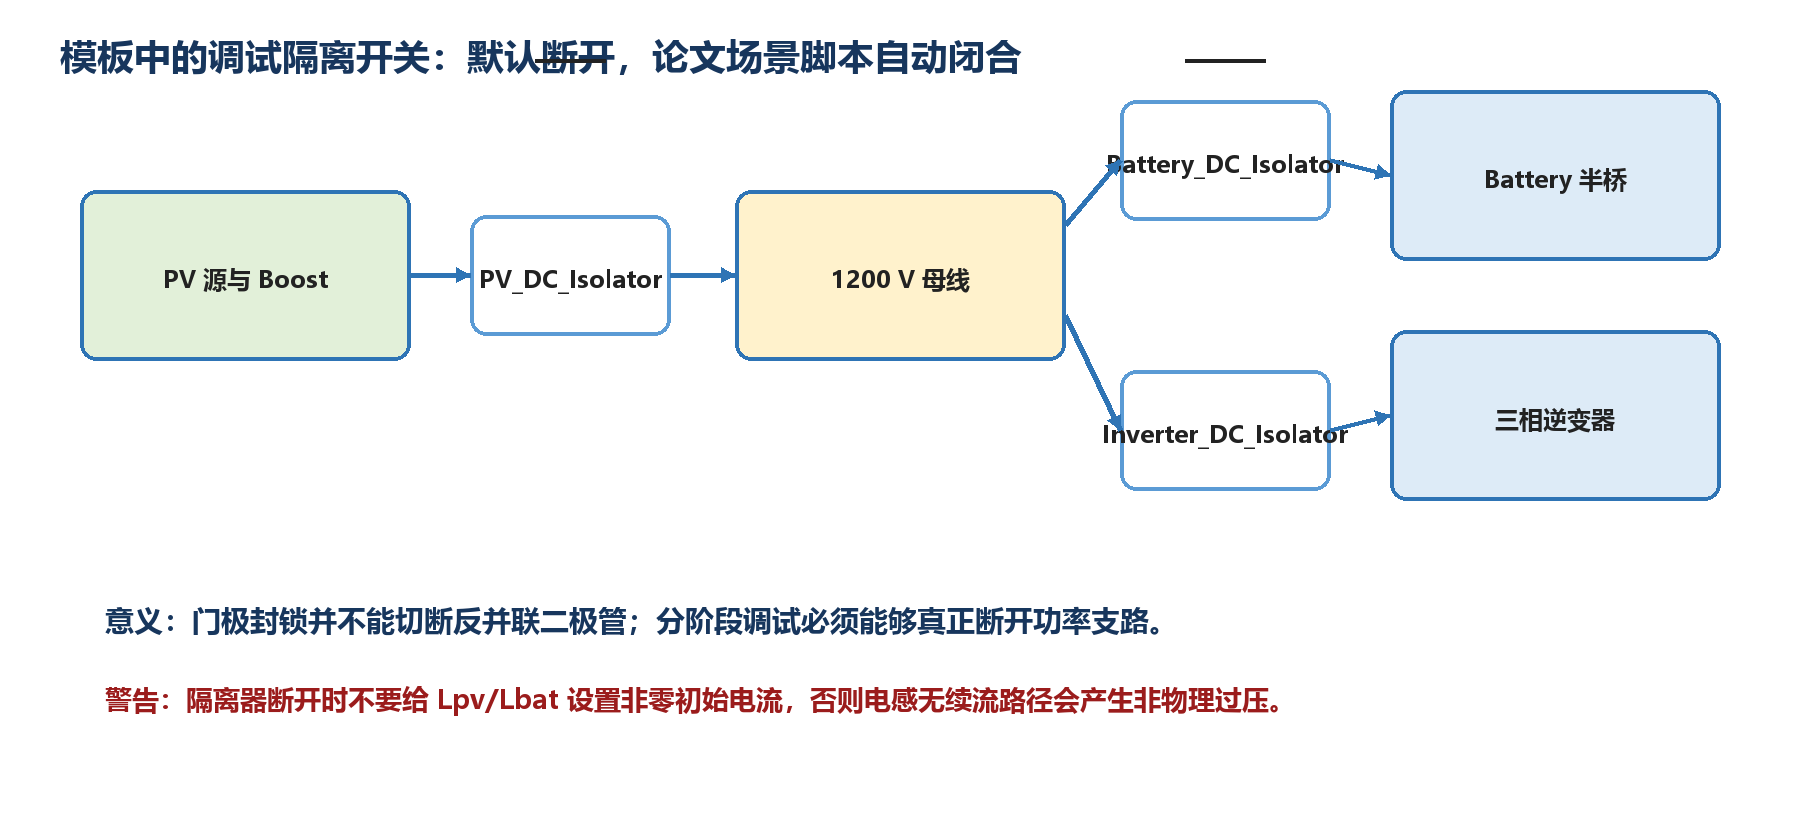 模板中的调试隔离开关：默认断开，论文场景脚本自动闭合
PV 源与 Boost
PV_DC_Isolator
1200 V 母线
Battery_DC_Isolator
Battery 半桥
Inverter_DC_Isolator
三相逆变器
意义：门极封锁并不能切断反并联二极管；分阶段调试必须能够真正断开功率支路。
警告：隔离器断开时不要给 Lpv/Lbat 设置非零初始电流，否则电感无续流路径会产生非物理过压。